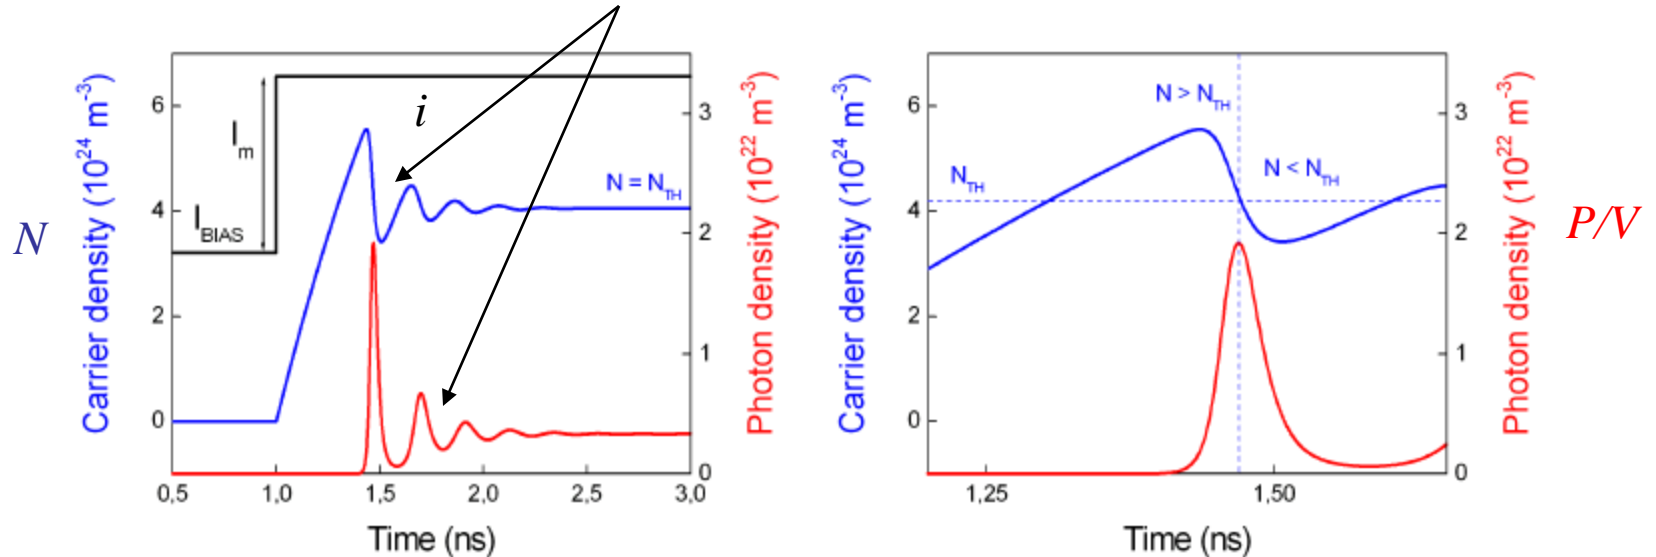 N
Carrier density (10^24 m^-3)
6
4
2
0
I_m
I_BIAS
i
N = N_TH
3
2
1
0
Photon density (10^22 m^-3)
0,5 1,0 1,5 2,0 2,5 3,0
Time (ns)
Carrier density (10^24 m^-3)
6
4
2
0
N > N_TH
N_TH
N < N_TH
3
2
1
0
Photon density (10^22 m^-3)
P/V
1,25 1,50
Time (ns)